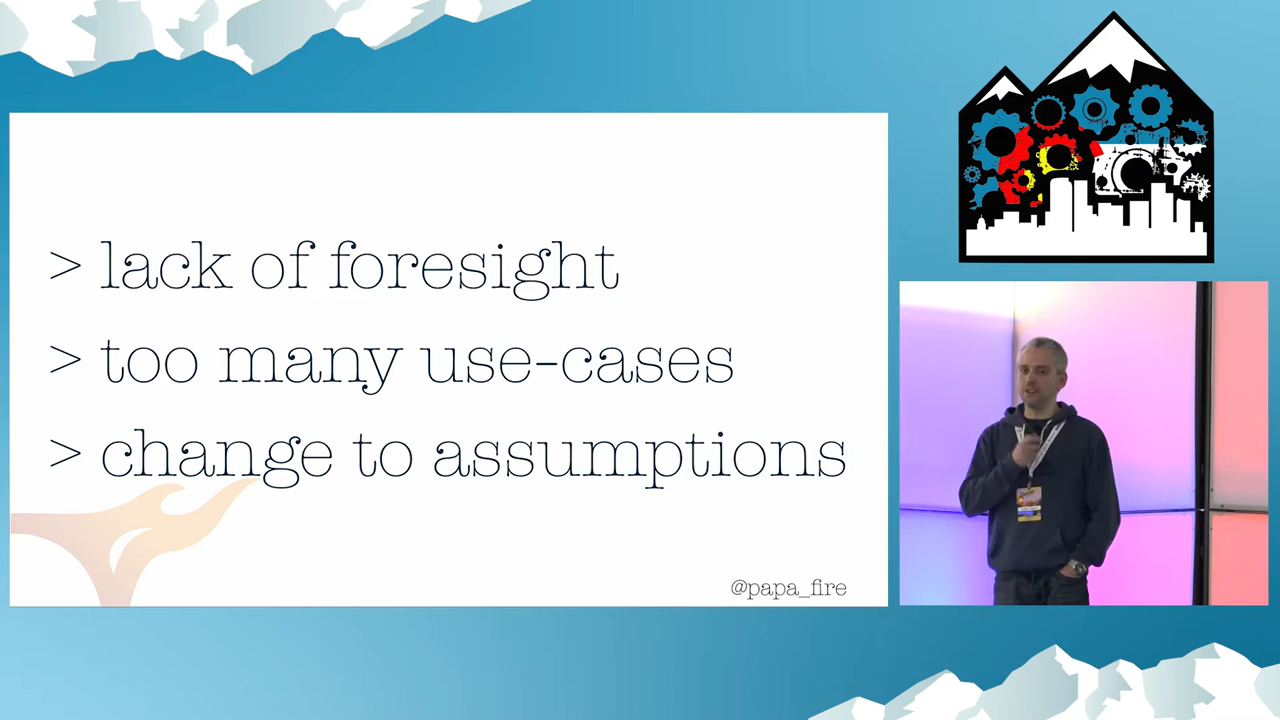 > lack of foresight
> too many use-cases
> change to assumptions
@papa_fire